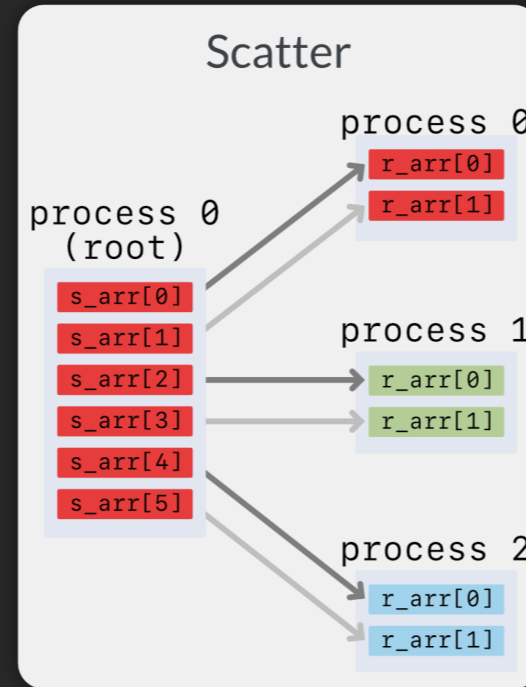 Scatter
process 0
(root)
s_arr[0]
s_arr[1]
s_arr[2]
s_arr[3]
s_arr[4]
s_arr[5]
process 0
r_arr[0]
r_arr[1]
process 1
r_arr[0]
r_arr[1]
process 2
r_arr[0]
r_arr[1]